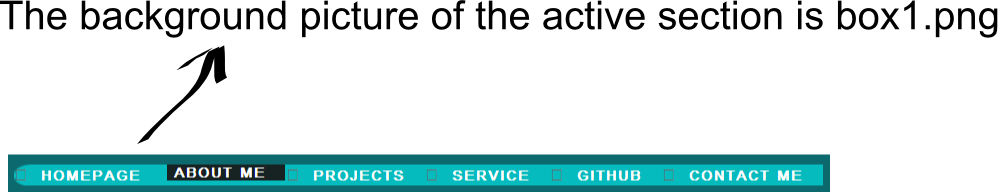 The background picture of the active section is box1.png
HOMEPAGE ABOUT ME PROJECTS SERVICE GITHUB CONTACT ME